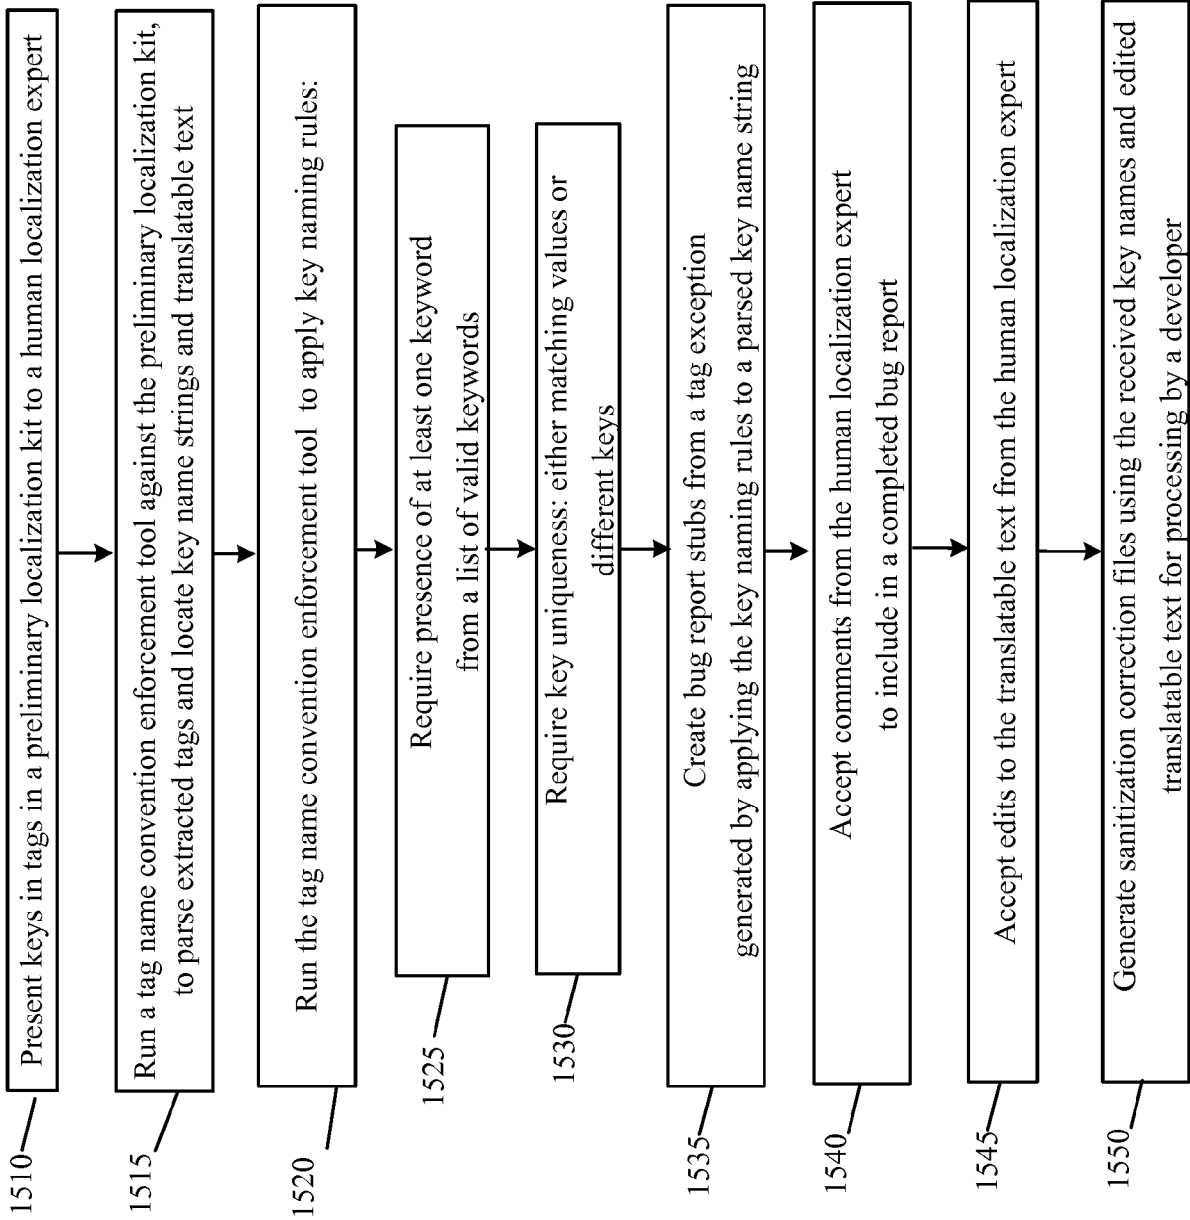 Present keys in tags in a preliminary localization kit to a human localization expert
1510
Run a tag name convention enforcement tool against the preliminary localization kit,
to parse extracted tags and locate key name strings and translatable text
1515
Run the tag name convention enforcement tool to apply key naming rules:
1520
Require presence of at least one keyword
from a list of valid keywords
1525
Require key uniqueness: either matching values or
different keys
1530
Create bug report stubs from a tag exception
generated by applying the key naming rules to a parsed key name string
1535
Accept comments from the human localization expert
to include in a completed bug report
1540
Accept edits to the translatable text from the human localization expert
1545
Generate sanitization correction files using the received key names and edited
translatable text for processing by a developer
1550